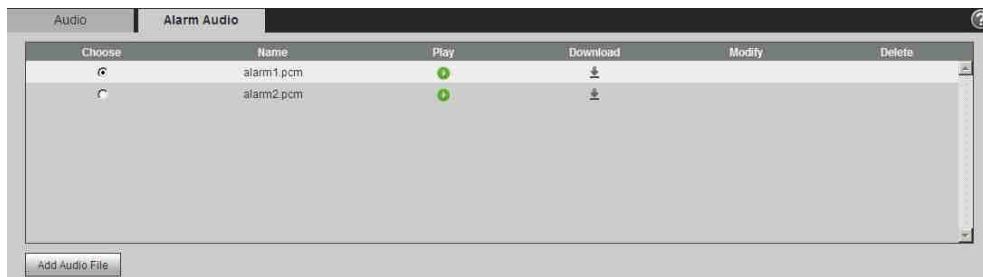 Audio Alarm Audio ?
Choose Name Play Download Modify Delete
alarm1.pcm
alarm2.pcm
Add Audio File